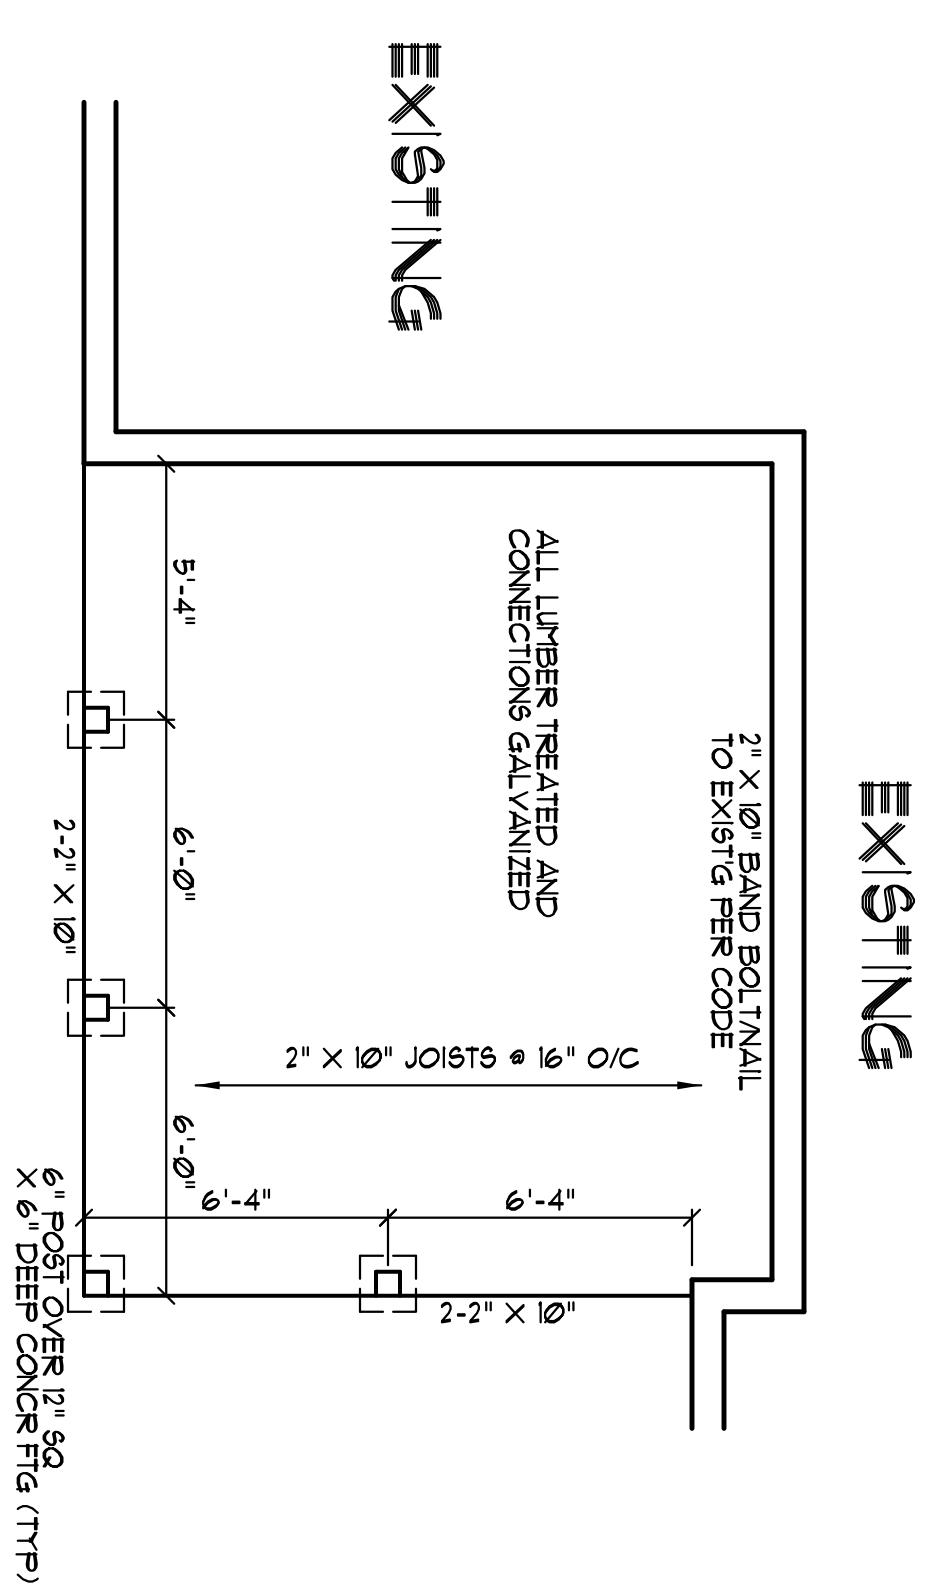 EXISTING
EXISTING
2" X 10" BAND BOLT/NAIL
TO EXIST'G PER CODE
ALL LUMBER TREATED AND
CONNECTIONS GALVANIZED
2" X 10" JOISTS @ 16" O/C
6'-4"
6'-4"
5'-4"
6'-0"
6'-0"
2-2" X 10"
2-2" X 10"
6" POST OVER 12" SQ
X 6" DEEP CONCR FTG (TYP)